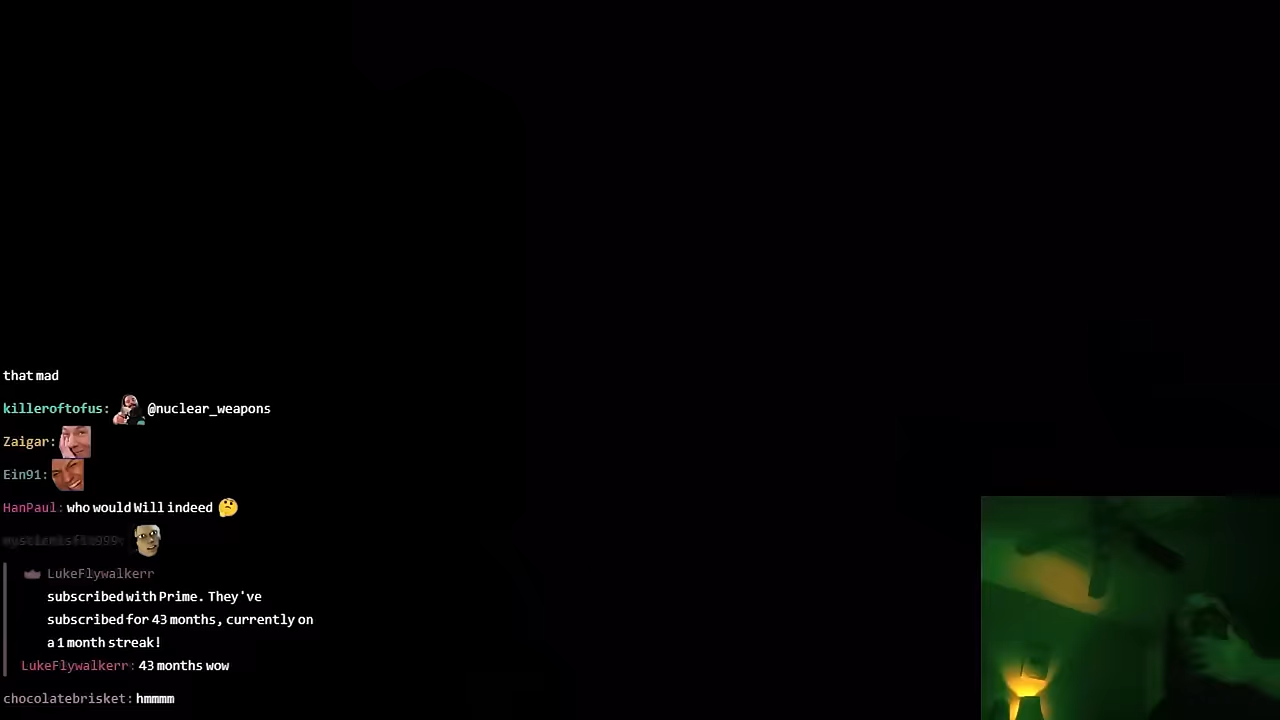 that mad
killeroftofus: @nuclear_weapons
Zaigar:
Ein91:
HanPaul: who would Will indeed 🤔
LukeFlywalkerr
subscribed with Prime. They've
subscribed for 43 months, currently on
a 1 month streak!
LukeFlywalkerr: 43 months wow
chocolatebrisket: hmmmm